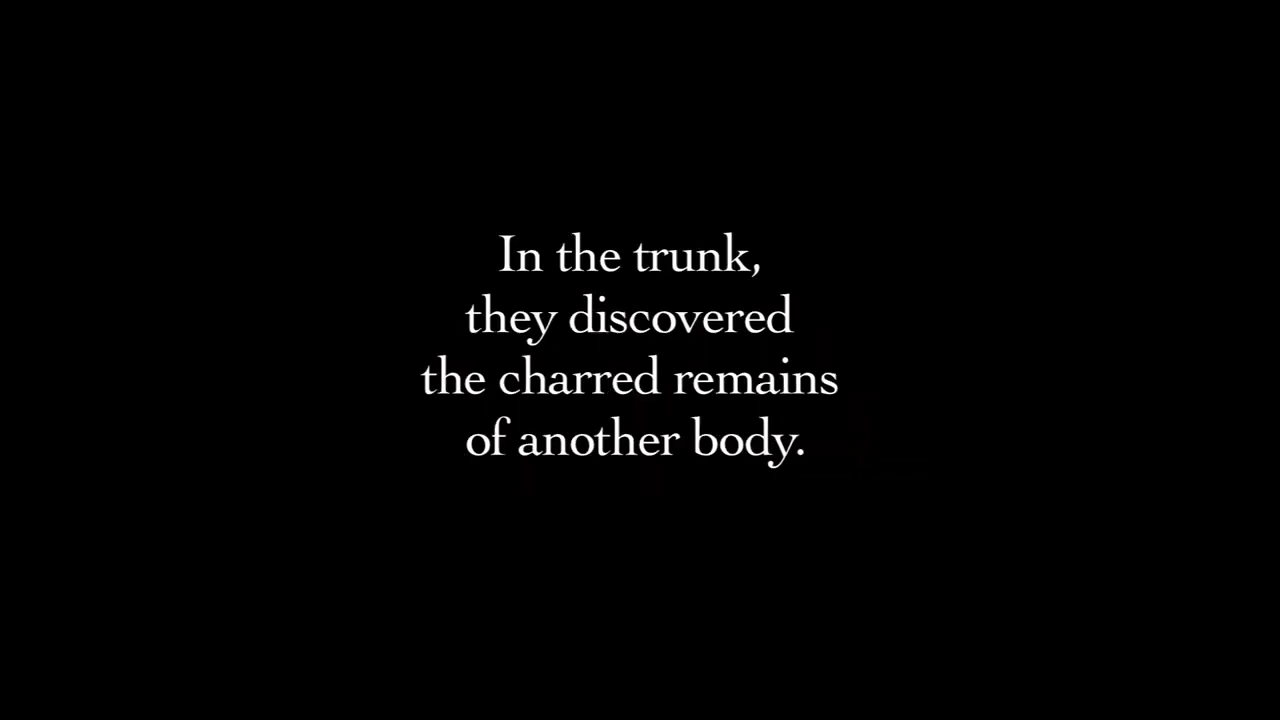 In the trunk,
they discovered
the charred remains
of another body.